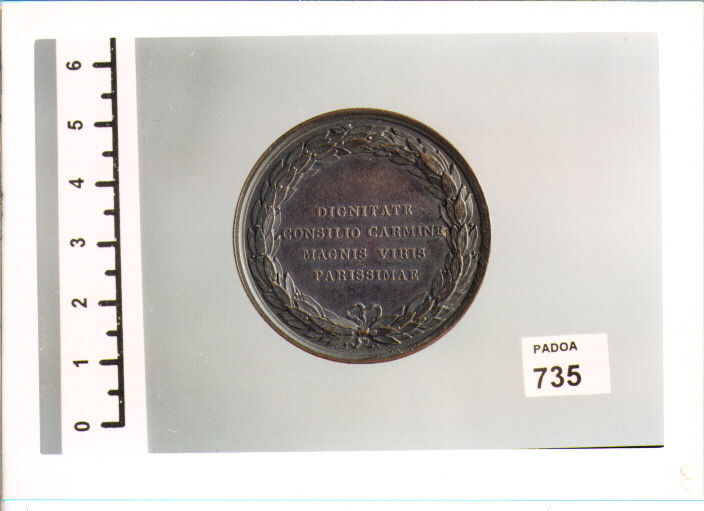 6
5
4
3
2
1
0
DIGNITATE
CONSILIO CARMINE
MAGNIS VIRIS
PARISSIMAE
PADOA
735